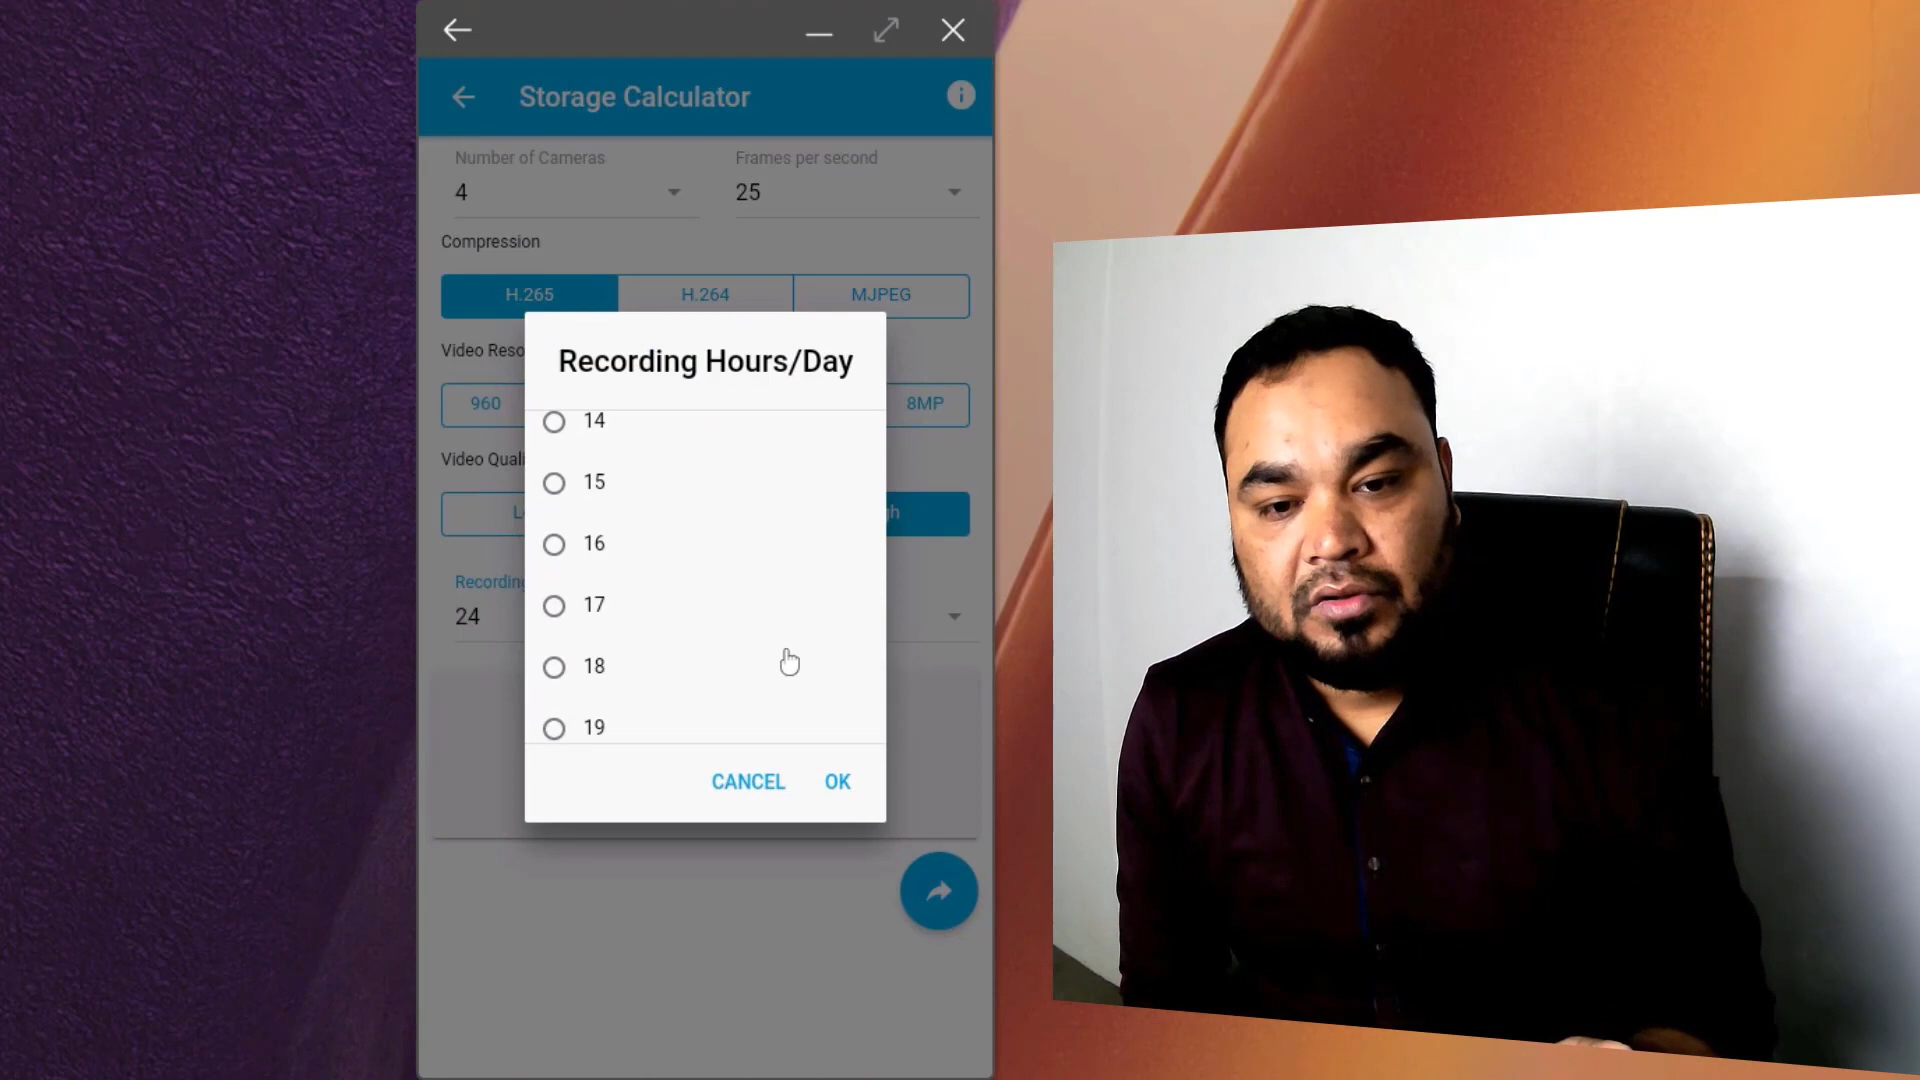 Storage Calculator
Number of Cameras
Frames per second
4
25
Compression
H.265
H.264
MJPEG
Recording Hours/Day
Video Reso
960
8MP
14
Video Quali
15
L
gh
16
Recording
17
24
18
19
CANCEL
OK